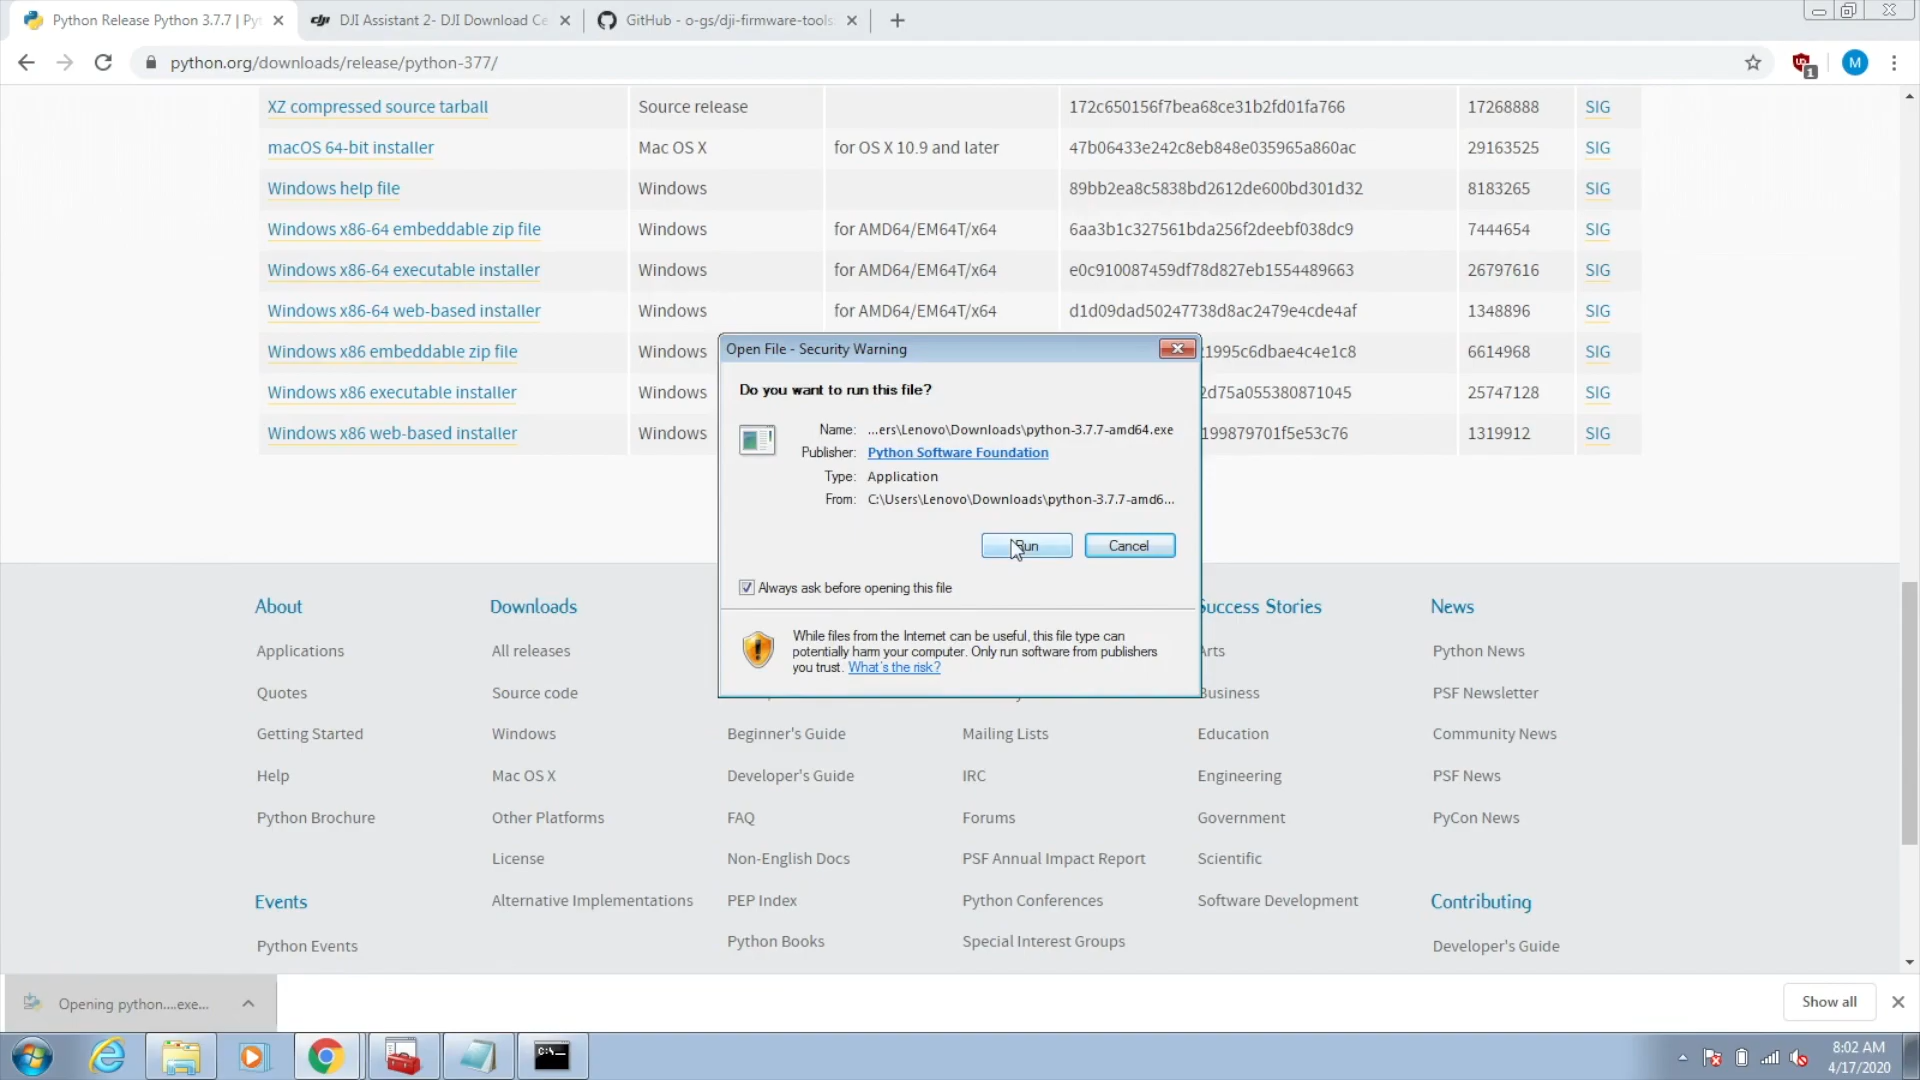 Python Release Python 3.7.7 | Pyt
DJI Assistant 2- DJI Download Ce
GitHub - o-gs/dji-firmware-tools:
python.org/downloads/release/python-377/
1
M
XZ compressed source tarball Source release 172c650156f7bea68ce31b2fd01fa766 17268888 SIG
macOS 64-bit installer Mac OS X for OS X 10.9 and later 47b06433e242c8eb848e035965a860ac 29163525 SIG
Windows help file Windows 89bb2ea8c5838bd2612de600bd301d32 8183265 SIG
Windows x86-64 embeddable zip file Windows for AMD64/EM64T/x64 6aa3b1c327561bda256f2deebf038dc9 7444654 SIG
Windows x86-64 executable installer Windows for AMD64/EM64T/x64 e0c910087459df78d827eb1554489663 26797616 SIG
Windows x86-64 web-based installer Windows for AMD64/EM64T/x64 d1d09dad50247738d8ac2479e4cde4af 1348896 SIG
Windows x86 embeddable zip file Windows 1995c6dbae4c4e1c8 6614968 SIG
Windows x86 executable installer Windows 2d75a055380871045 25747128 SIG
Windows x86 web-based installer Windows 199879701f5e53c76 1319912 SIG
Open File - Security Warning
Do you want to run this file?
Name: ...ers\Lenovo\Downloads\python-3.7.7-amd64.exe
Publisher: Python Software Foundation
Type: Application
From: C:\Users\Lenovo\Downloads\python-3.7.7-amd6...
Run
Cancel
Always ask before opening this file
While files from the Internet can be useful, this file type can
potentially harm your computer. Only run software from publishers
you trust. What's the risk?
About
Applications
Quotes
Getting Started
Help
Python Brochure
Events
Python Events
Downloads
All releases
Source code
Windows
Mac OS X
Other Platforms
License
Alternative Implementations
Beginner's Guide
Developer's Guide
FAQ
Non-English Docs
PEP Index
Python Books
Mailing Lists
IRC
Forums
PSF Annual Impact Report
Python Conferences
Special Interest Groups
Success Stories
Arts
Business
Education
Engineering
Government
Scientific
Software Development
News
Python News
PSF Newsletter
Community News
PSF News
PyCon News
Contributing
Developer's Guide
Opening python....exe...
Show all
8:02 AM
4/17/2020